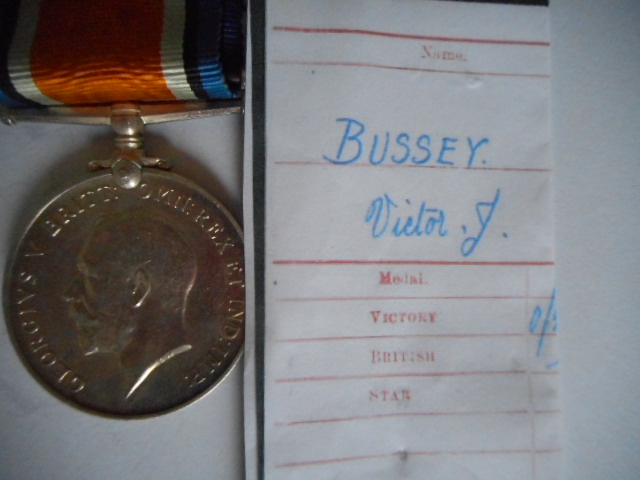 GEORGIVS V BRITT: OMN: REX ET IND: IMP:
Name.
BUSSEY.
Victor. J.
Medal.
VICTORY
BRITISH
STAR